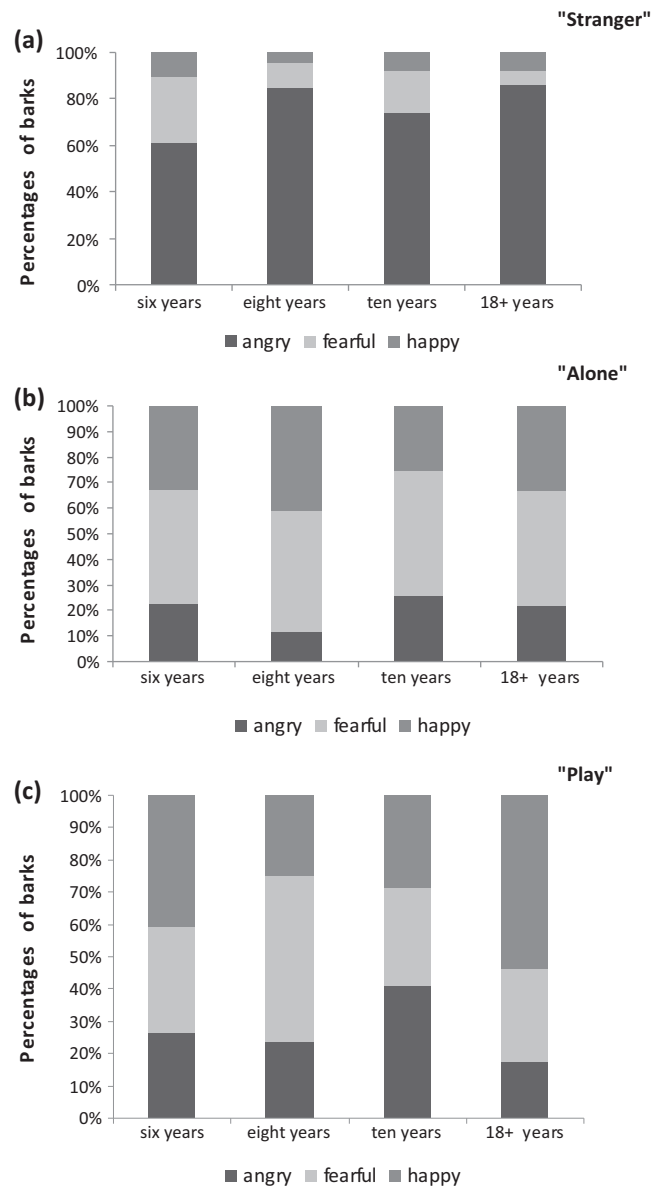 "Stranger"
(a)
Percentages of barks
100%
80%
60%
40%
20%
0%
six years eight years ten years 18+ years
angry fearful happy
"Alone"
(b)
Percentages of barks
100%
90%
80%
70%
60%
50%
40%
30%
20%
10%
0%
six years eight years ten years 18+ years
angry fearful happy
"Play"
(c)
Percentages of barks
100%
90%
80%
70%
60%
50%
40%
30%
20%
10%
0%
six years eight years ten years 18+ years
angry fearful happy